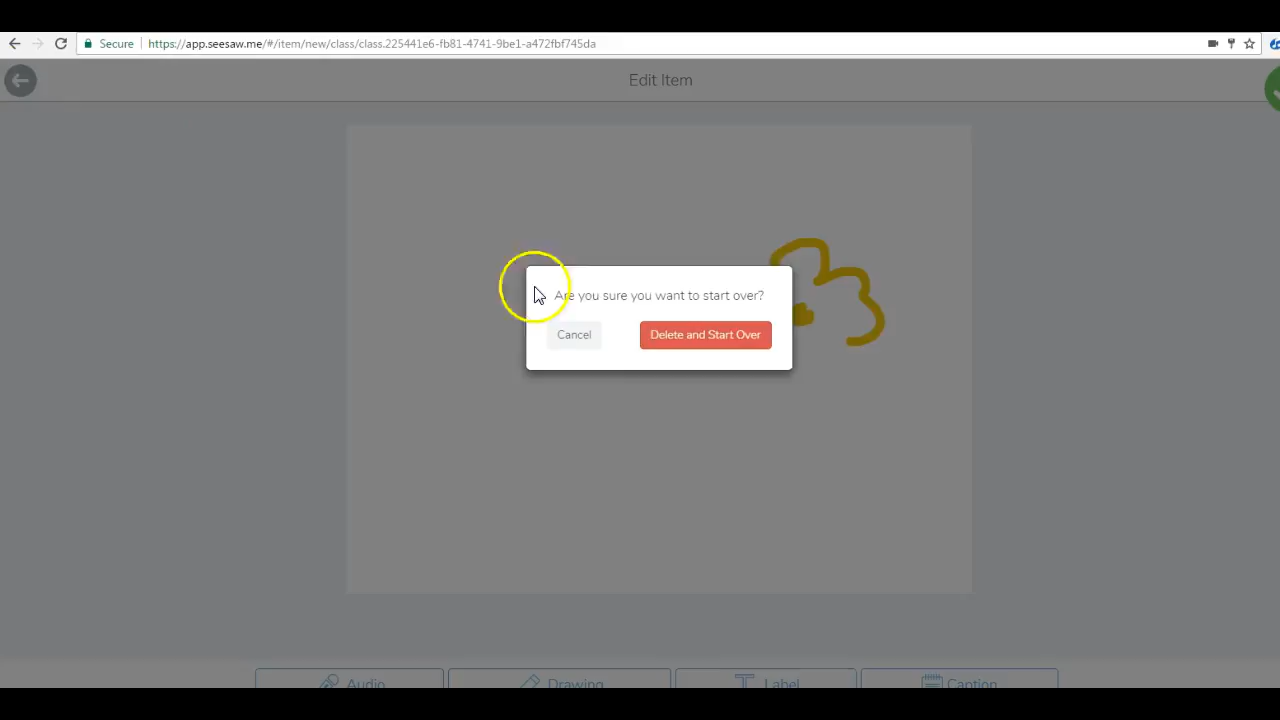 Secure https://app.seesaw.me/#/item/new/class/class.225441e6-fb81-4741-9be1-a472fbf745da
Edit Item
Are you sure you want to start over?
Cancel Delete and Start Over
Audio Drawing Label Caption